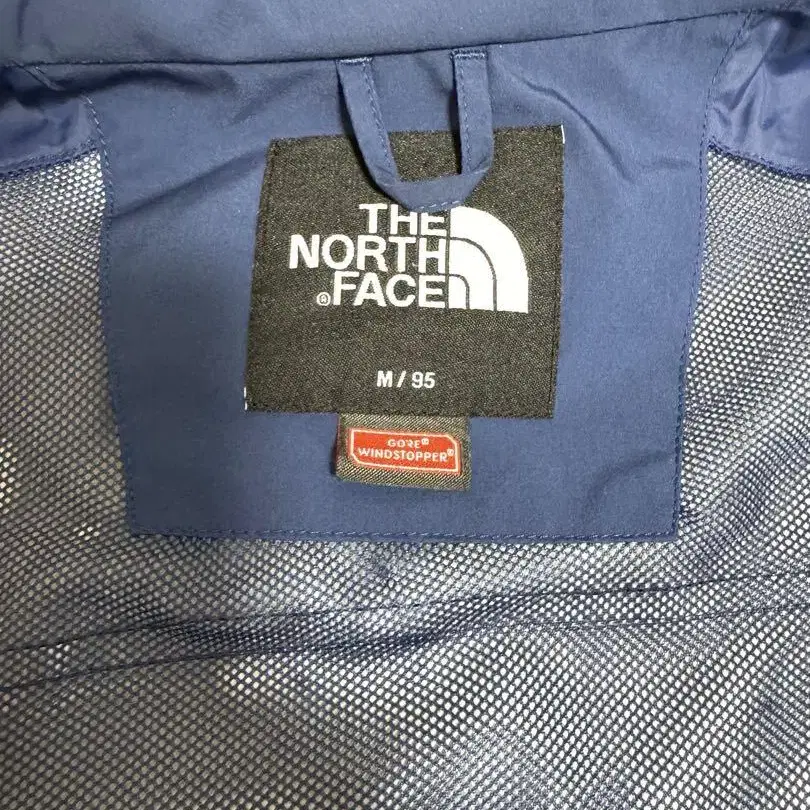 THE
NORTH
®FACE
M / 95
GORE®
WINDSTOPPER®